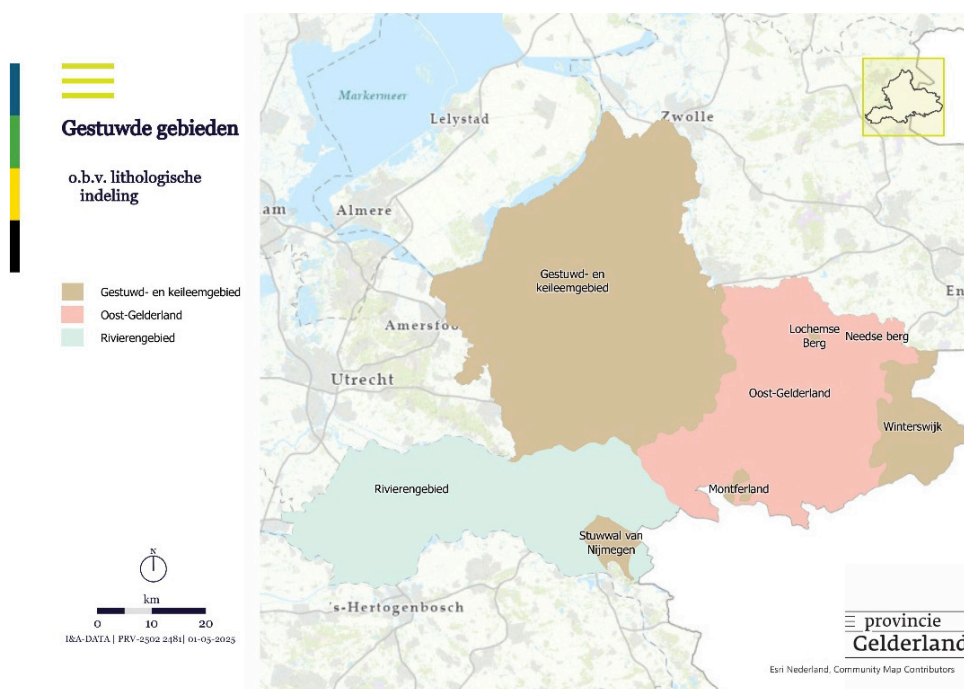 Gestuwde gebieden
o.b.v. lithologische
indeling
Gestuwd- en keileemgebied
Oost-Gelderland
Rivierengebied
N
km
0 10 20
I&A-DATA | PRV-2502 2481| 01-05-2025
Markermeer
Lelystad
Zwolle
Almere
Gestuwd- en
keileemgebied
Lochemse
Berg
Needse berg
Utrecht
Oost-Gelderland
Winterswijk
Rivierengebied
Montferland
Stuwwal van
Nijmegen
's-Hertogenbosch
provincie
Gelderland
Esri Nederland, Community Map Contributors